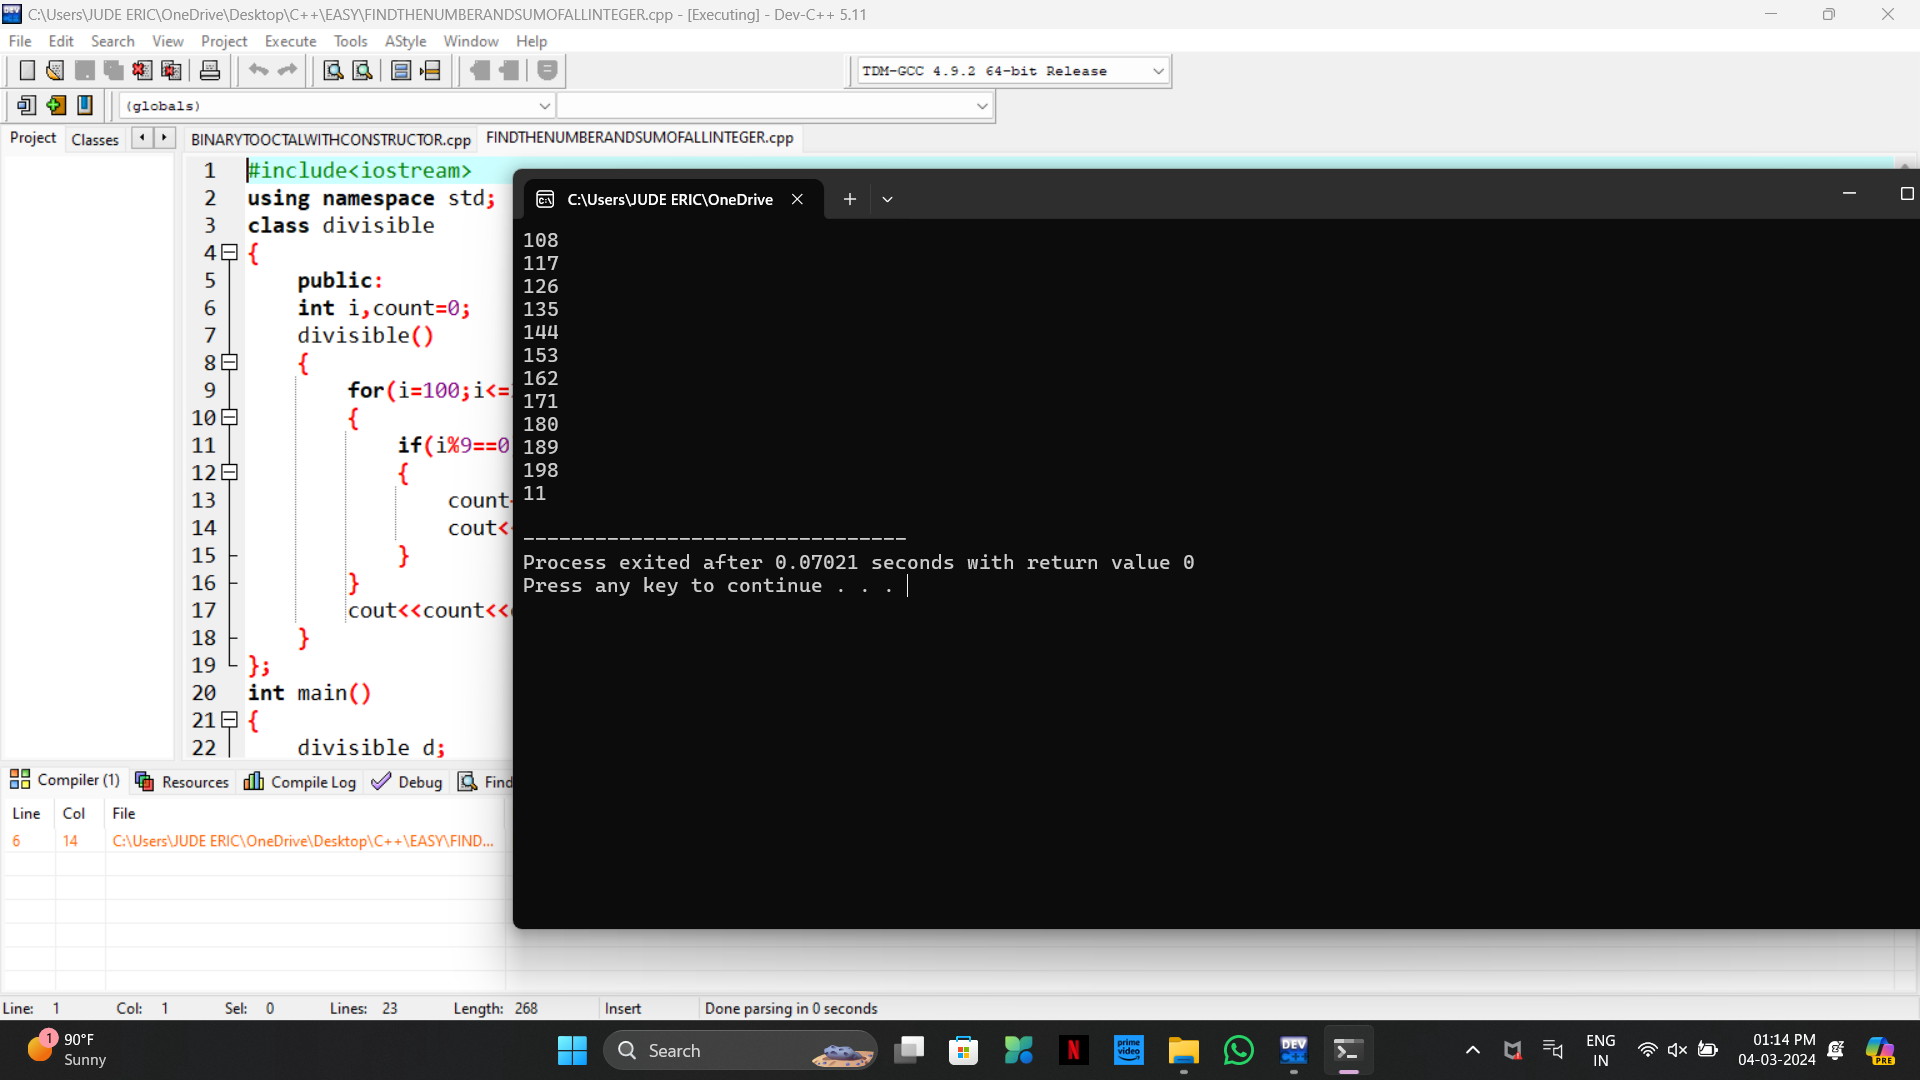 C:\Users\JUDE ERIC\OneDrive\Desktop\C++\EASY\FINDTHENUMBERANDSUMOFALLINTEGER.cpp - [Executing] - Dev-C++ 5.11
File Edit Search View Project Execute Tools AStyle Window Help
TDM-GCC 4.9.2 64-bit Release
(globals)
Project Classes
BINARYTOOCTALWITHCONSTRUCTOR.cpp FINDTHENUMBERANDSUMOFALLINTEGER.cpp
1 #include<iostream>
2 using namespace std;
3 class divisible
4 {
5 public:
6 int i,count=0;
7 divisible()
8 {
9 for(i=100;i<=
10 {
11 if(i%9==0
12 {
13 count
14 cout<
15 }
16 }
17 cout<<count<<
18 }
19 };
20 int main()
21 {
22 divisible d;
C:\Users\JUDE ERIC\OneDrive
108
117
126
135
144
153
162
171
180
189
198
11
--------------------------------
Process exited after 0.07021 seconds with return value 0
Press any key to continue . . .
Compiler (1) Resources Compile Log Debug Find
Line Col File
6 14 C:\Users\JUDE ERIC\OneDrive\Desktop\C++\EASY\FIND...
Line: 1 Col: 1 Sel: 0 Lines: 23 Length: 268 Insert Done parsing in 0 seconds
1 90°F
Sunny
Search
prime video
N
DEV C++
ENG
IN
01:14 PM
04-03-2024
PRE